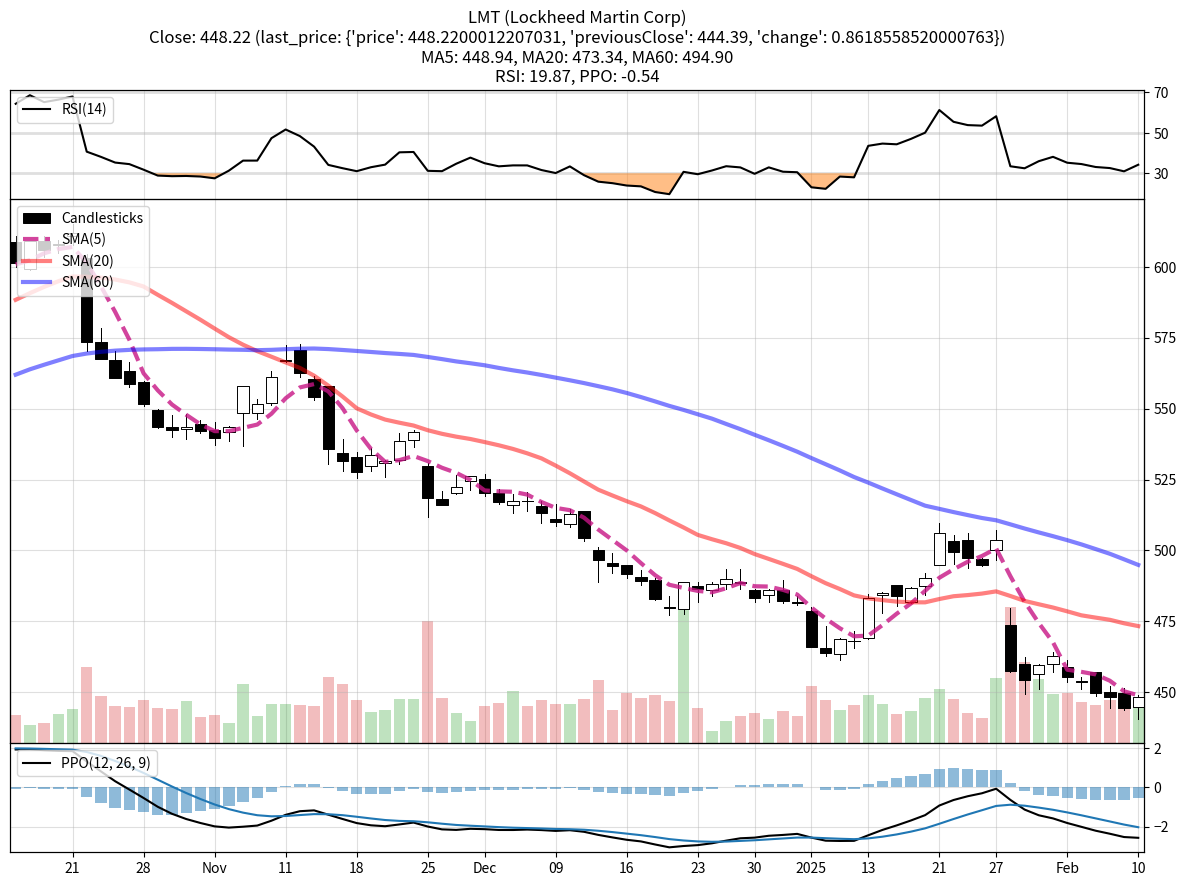 LMT (Lockheed Martin Corp)
Close: 448.22 (last_price: {'price': 448.2200012207031, 'previousClose': 444.39, 'change': 0.8618558520000763})
MA5: 448.94, MA20: 473.34, MA60: 494.90
RSI: 19.87, PPO: -0.54
RSI(14)
70
50
30
Candlesticks
SMA(5)
SMA(20)
SMA(60)
600
575
550
525
500
475
450
PPO(12, 26, 9)
2
0
−2
21 28 Nov 11 18 25 Dec 09 16 23 30 2025 13 21 27 Feb 10